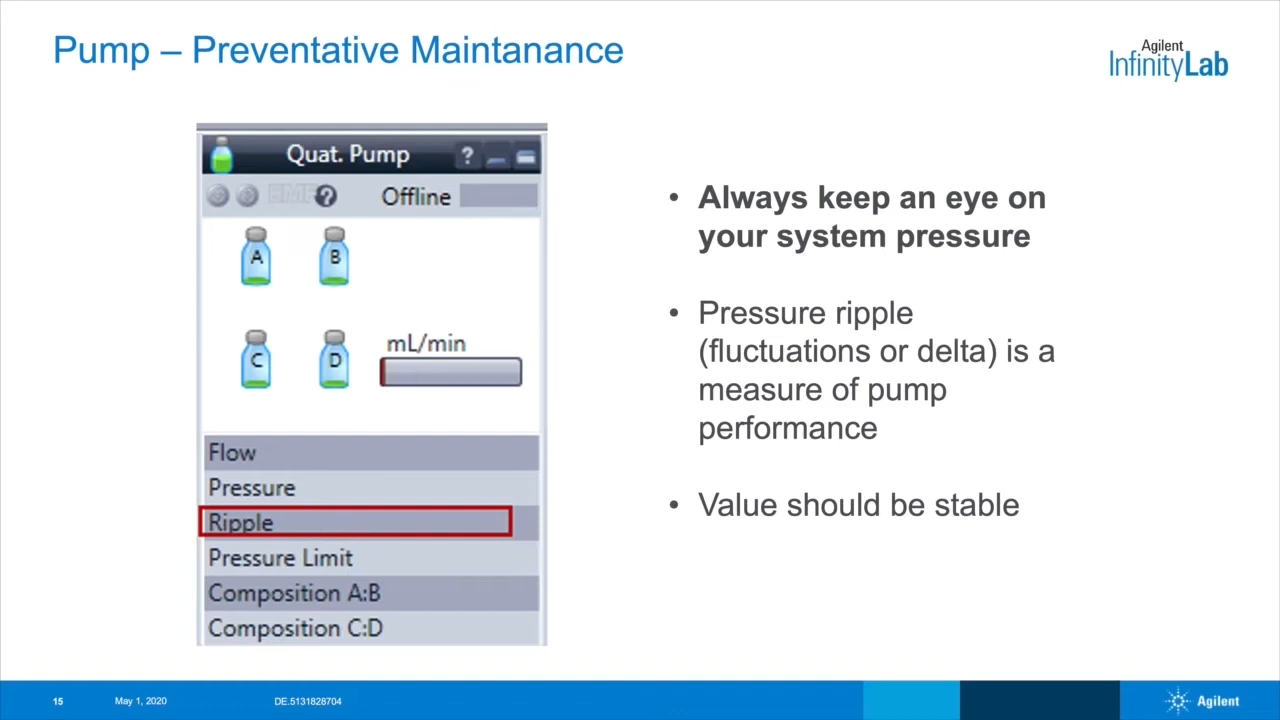 Pump – Preventative Maintanance
Agilent
InfinityLab
Quat. Pump ?
EMF ? Offline
A B
C D
mL/min
Flow
Pressure
Ripple
Pressure Limit
Composition A:B
Composition C:D
• Always keep an eye on
your system pressure
• Pressure ripple
(fluctuations or delta) is a
measure of pump
performance
• Value should be stable
15 May 1, 2020 DE.5131828704
Agilent